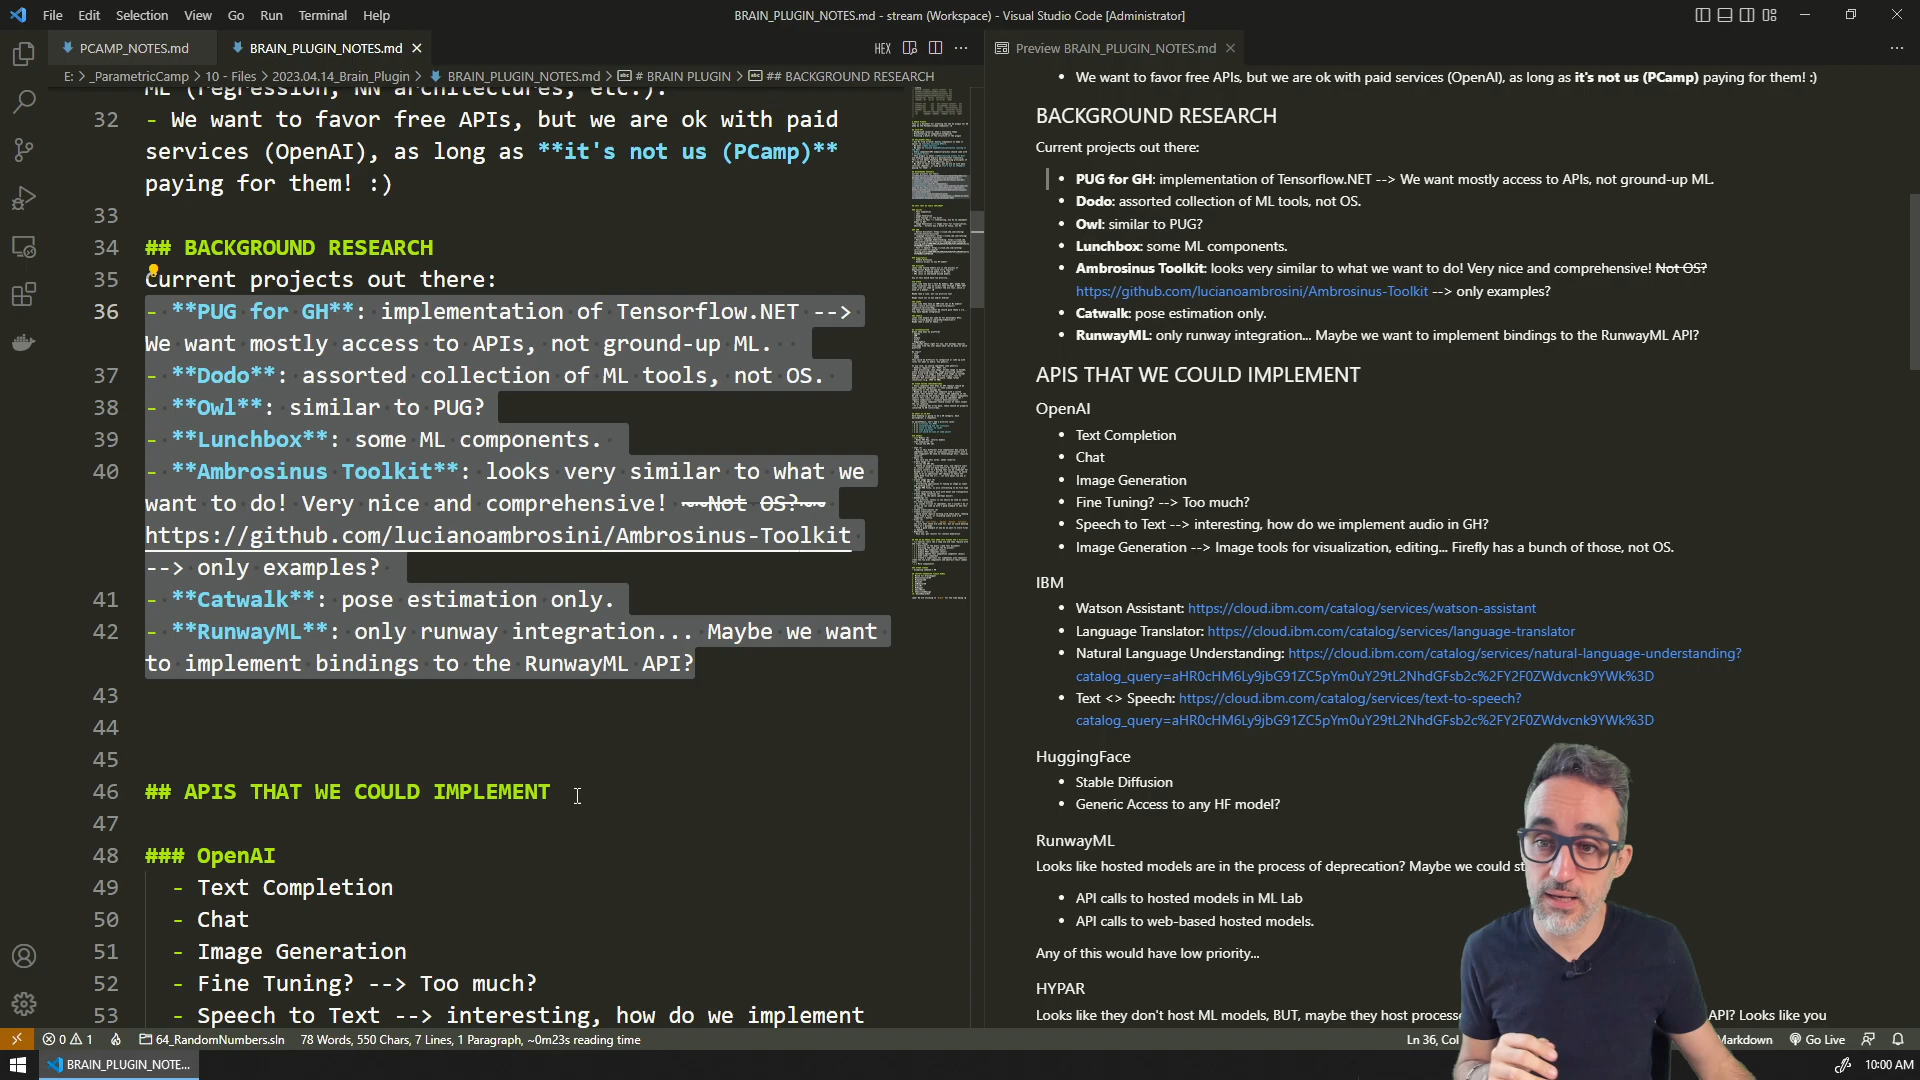 File Edit Selection View Go Run Terminal Help
BRAIN_PLUGIN_NOTES.md - stream (Workspace) - Visual Studio Code [Administrator]
PCAMP_NOTES.md
BRAIN_PLUGIN_NOTES.md
HEX
E: > _ParametricCamp > 10 - Files > 2023.04.14_Brain_Plugin > BRAIN_PLUGIN_NOTES.md > # BRAIN PLUGIN > ## BACKGROUND RESEARCH
ML (regression, NN architectures, etc.).
32 - We want to favor free APIs, but we are ok with paid
services (OpenAI), as long as **it's not us (PCamp)**
paying for them! :)
33
34 ## BACKGROUND RESEARCH
35 Current projects out there:
36 - **PUG for GH**: implementation of Tensorflow.NET -->
We want mostly access to APIs, not ground-up ML.
37 - **Dodo**: assorted collection of ML tools, not OS.
38 - **Owl**: similar to PUG?
39 - **Lunchbox**: some ML components.
40 - **Ambrosinus Toolkit**: looks very similar to what we
want to do! Very nice and comprehensive! ~~Not OS?~~
https://github.com/lucianoambrosini/Ambrosinus-Toolkit
--> only examples?
41 - **Catwalk**: pose estimation only.
42 - **RunwayML**: only runway integration... Maybe we want
to implement bindings to the RunwayML API?
43
44
45
46 ## APIS THAT WE COULD IMPLEMENT
47
48 ### OpenAI
49 - Text Completion
50 - Chat
51 - Image Generation
52 - Fine Tuning? --> Too much?
53 - Speech to Text --> interesting, how do we implement
Preview BRAIN_PLUGIN_NOTES.md
• We want to favor free APIs, but we are ok with paid services (OpenAI), as long as it's not us (PCamp) paying for them! :)
BACKGROUND RESEARCH
Current projects out there:
• PUG for GH: implementation of Tensorflow.NET --> We want mostly access to APIs, not ground-up ML.
• Dodo: assorted collection of ML tools, not OS.
• Owl: similar to PUG?
• Lunchbox: some ML components.
• Ambrosinus Toolkit: looks very similar to what we want to do! Very nice and comprehensive! Not OS?
https://github.com/lucianoambrosini/Ambrosinus-Toolkit --> only examples?
• Catwalk: pose estimation only.
• RunwayML: only runway integration... Maybe we want to implement bindings to the RunwayML API?
APIS THAT WE COULD IMPLEMENT
OpenAI
• Text Completion
• Chat
• Image Generation
• Fine Tuning? --> Too much?
• Speech to Text --> interesting, how do we implement audio in GH?
• Image Generation --> Image tools for visualization, editing... Firefly has a bunch of those, not OS.
IBM
• Watson Assistant: https://cloud.ibm.com/catalog/services/watson-assistant
• Language Translator: https://cloud.ibm.com/catalog/services/language-translator
• Natural Language Understanding: https://cloud.ibm.com/catalog/services/natural-language-understanding?
catalog_query=aHR0cHM6Ly9jbG91ZC5pYm0uY29tL2NhdGFsb2c%2FY2F0ZWdvcnk9YWk%3D
• Text <> Speech: https://cloud.ibm.com/catalog/services/text-to-speech?
catalog_query=aHR0cHM6Ly9jbG91ZC5pYm0uY29tL2NhdGFsb2c%2FY2F0ZWdvcnk9YWk%3D
HuggingFace
• Stable Diffusion
• Generic Access to any HF model?
RunwayML
Looks like hosted models are in the process of deprecation? Maybe we could
• API calls to hosted models in ML Lab
• API calls to web-based hosted models.
Any of this would have low priority...
HYPAR
Looks like they don't host ML models, BUT, maybe they host API? Looks like you
0 1 64_RandomNumbers.sln 78 Words, 550 Chars, 7 Lines, 1 Paragraph, ~0m23s reading time Ln 36, Col Markdown Go Live
BRAIN_PLUGIN_NOTE... 10:00 AM